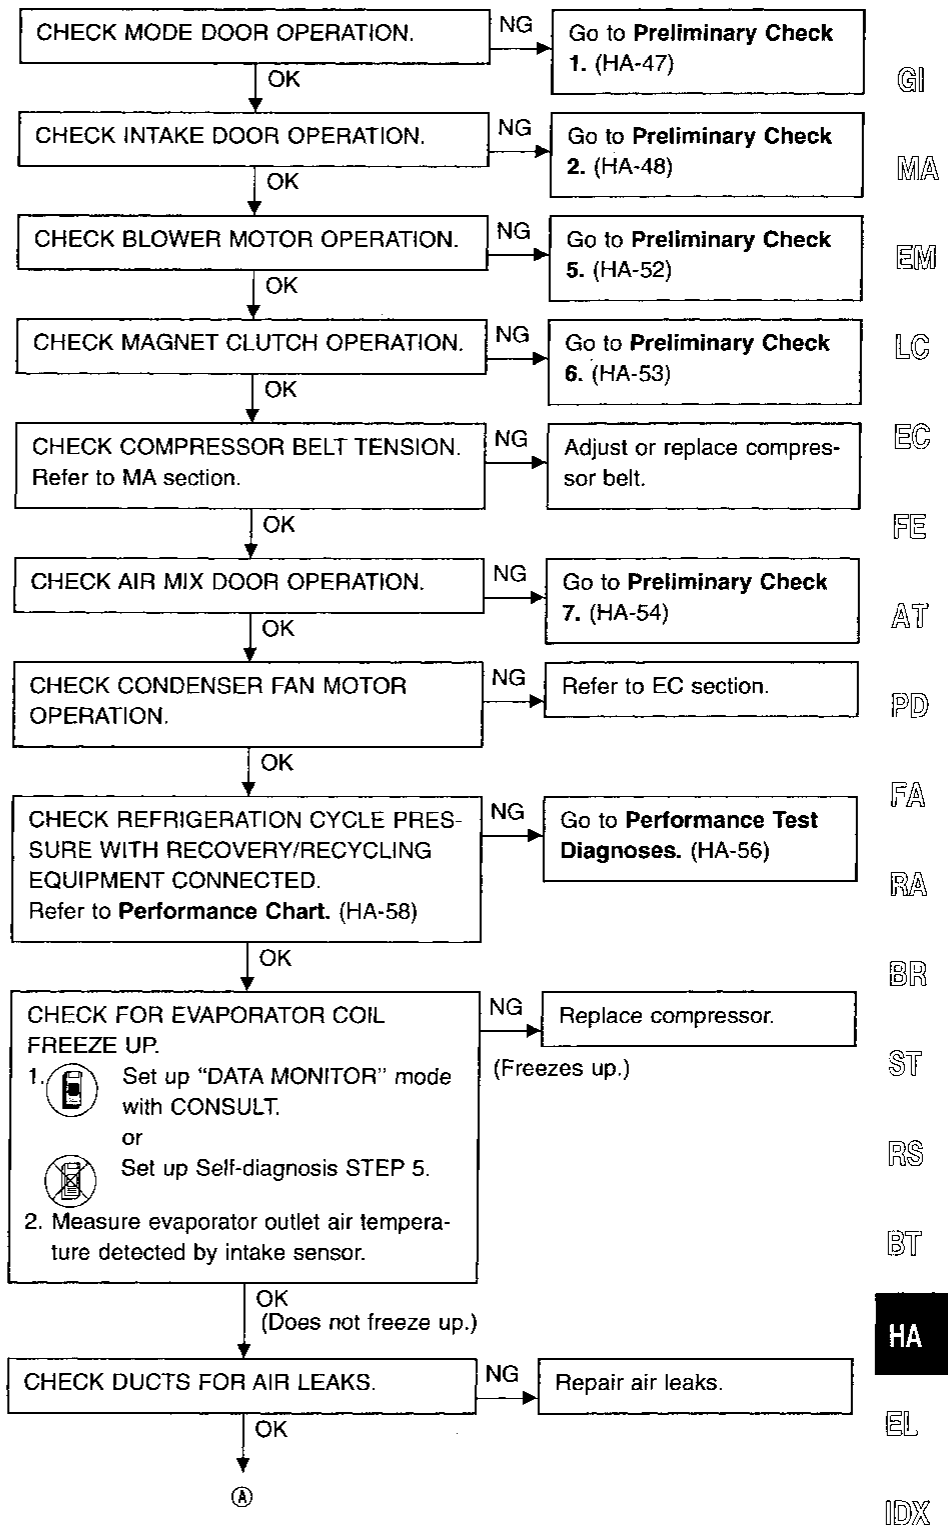 CHECK MODE DOOR OPERATION.
NG
Go to Preliminary Check
1. (HA-47)
OK
CHECK INTAKE DOOR OPERATION.
NG
Go to Preliminary Check
2. (HA-48)
OK
CHECK BLOWER MOTOR OPERATION.
NG
Go to Preliminary Check
5. (HA-52)
OK
CHECK MAGNET CLUTCH OPERATION.
NG
Go to Preliminary Check
6. (HA-53)
OK
CHECK COMPRESSOR BELT TENSION.
Refer to MA section.
NG
Adjust or replace compres-
sor belt.
OK
CHECK AIR MIX DOOR OPERATION.
NG
Go to Preliminary Check
7. (HA-54)
OK
CHECK CONDENSER FAN MOTOR
OPERATION.
NG
Refer to EC section.
OK
CHECK REFRIGERATION CYCLE PRES-
SURE WITH RECOVERY/RECYCLING
EQUIPMENT CONNECTED.
Refer to Performance Chart. (HA-58)
NG
Go to Performance Test
Diagnoses. (HA-56)
OK
CHECK FOR EVAPORATOR COIL
FREEZE UP.
1. Set up “DATA MONITOR” mode
with CONSULT.
or
Set up Self-diagnosis STEP 5.
2. Measure evaporator outlet air tempera-
ture detected by intake sensor.
NG
(Freezes up.)
Replace compressor.
OK
(Does not freeze up.)
CHECK DUCTS FOR AIR LEAKS.
NG
Repair air leaks.
OK
Ⓐ
GI
MA
EM
LC
EC
FE
AT
PD
FA
RA
BR
ST
RS
BT
HA
EL
IDX